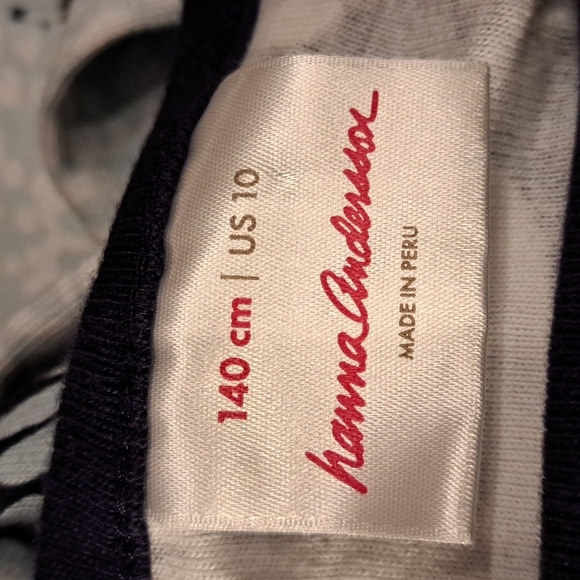 140 cm | US 10
hanna Andersson
MADE IN PERU